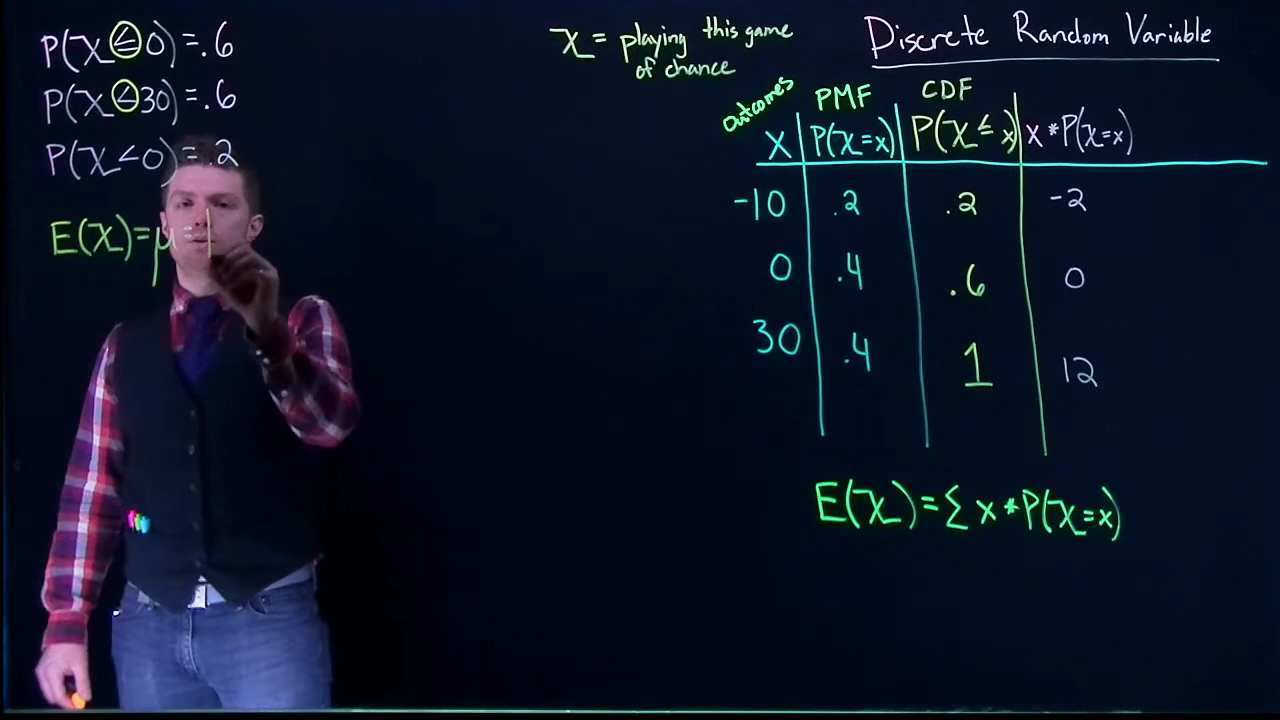 P(X≤0)=.6
P(X≤30)=.6
P(X<0)=.2
E(X)=μ=1
X = playing this game
of chance
Discrete Random Variable
outcomes
PMF
CDF
x P(X=x) P(X≤x) x*P(X=x)
-10 .2 .2 -2
0 .4 .6 0
30 .4 1 12
E(X)=Σ x*P(X=x)